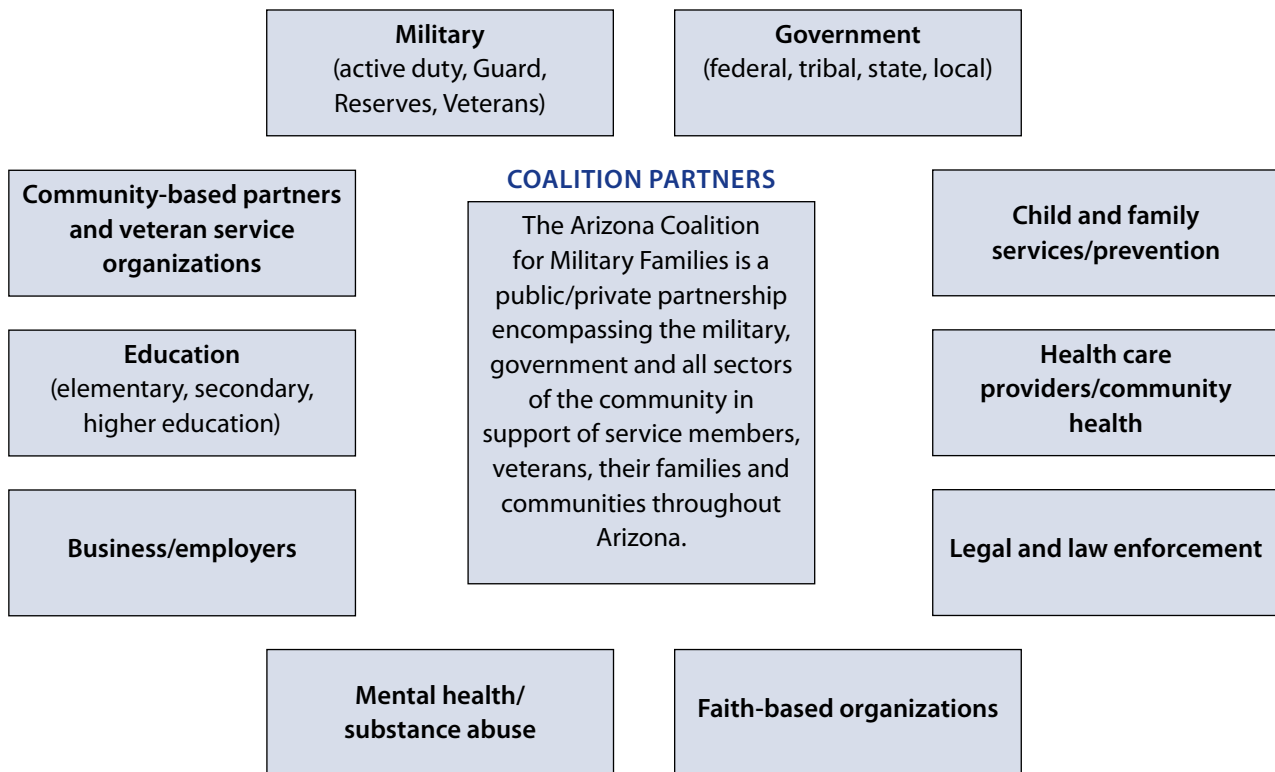 Military
(active duty, Guard,
Reserves, Veterans)
Government
(federal, tribal, state, local)
Community-based partners
and veteran service
organizations
COALITION PARTNERS
The Arizona Coalition
for Military Families is a
public/private partnership
encompassing the military,
government and all sectors
of the community in
support of service members,
veterans, their families and
communities throughout
Arizona.
Child and family
services/prevention
Education
(elementary, secondary,
higher education)
Health care
providers/community
health
Business/employers
Legal and law enforcement
Mental health/
substance abuse
Faith-based organizations